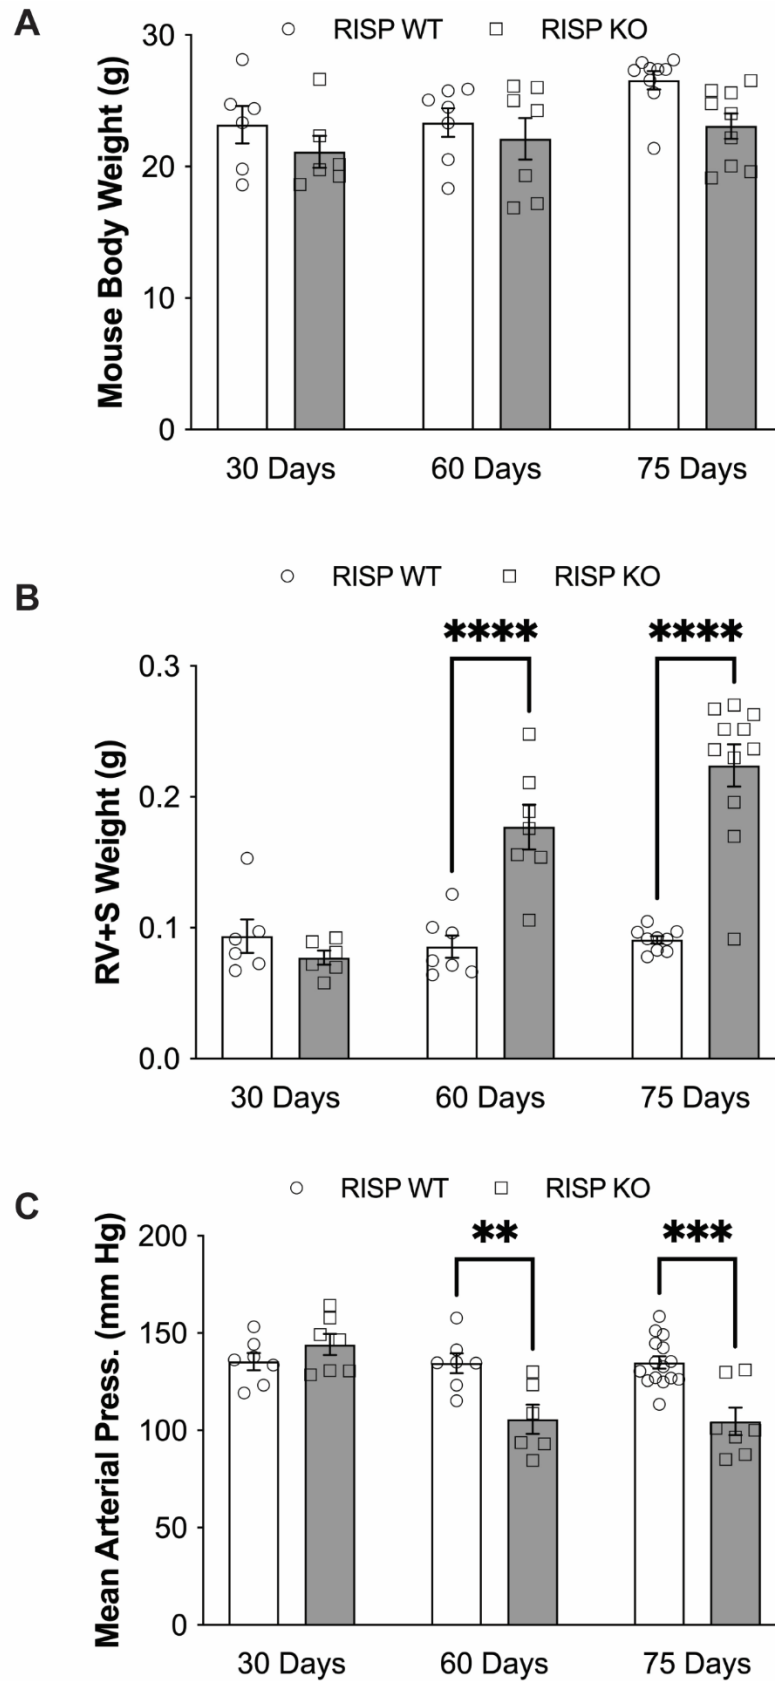 A
RISP WT
RISP KO
Mouse Body Weight (g)
30
20
10
0
30 Days
60 Days
75 Days
B
RISP WT
RISP KO
****
****
RV+S Weight (g)
0.3
0.2
0.1
0.0
30 Days
60 Days
75 Days
C
RISP WT
RISP KO
**
***
Mean Arterial Press. (mm Hg)
200
150
100
50
0
30 Days
60 Days
75 Days